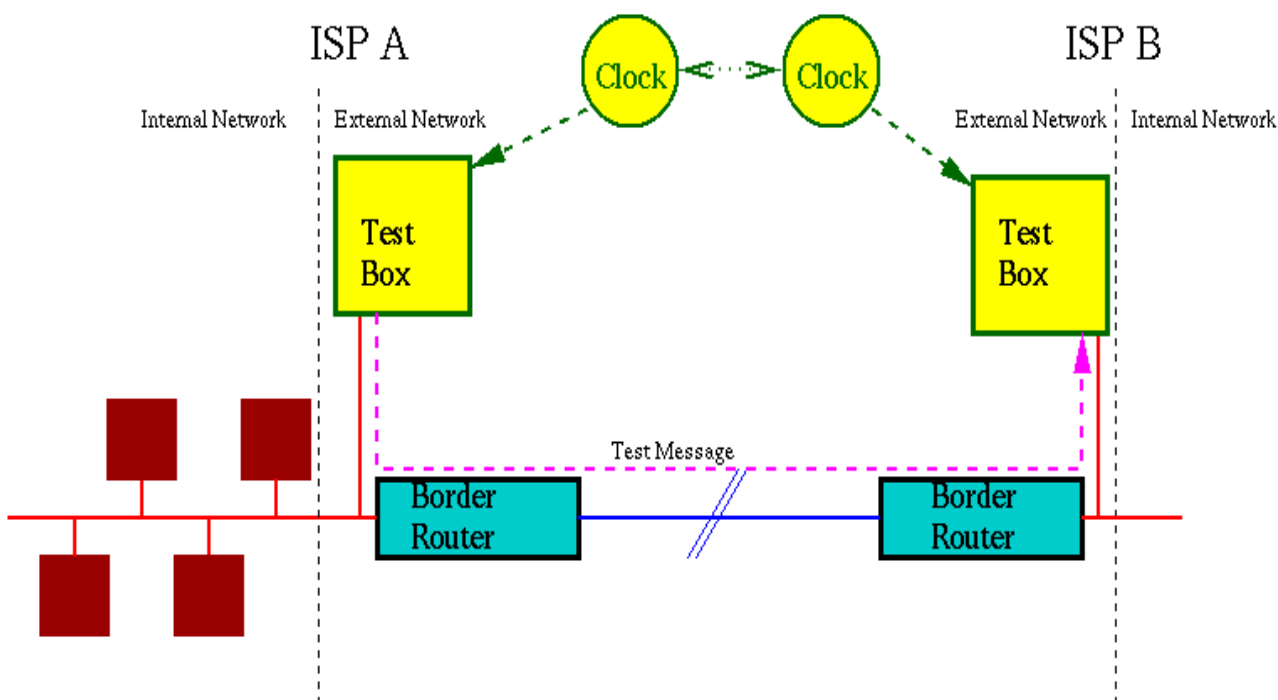 ISP A
ISP B
Clock
Clock
Internal Network
External Network
External Network
Internal Network
Test
Box
Test
Box
Test Message
Border
Router
Border
Router